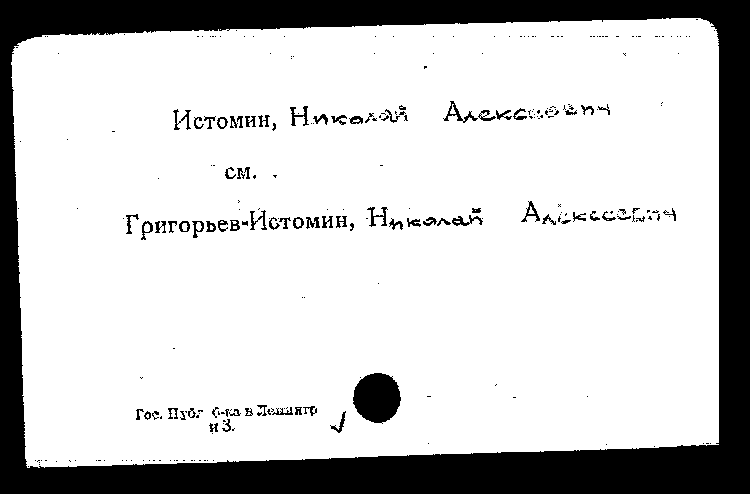 Истомин, Николай Алексеевич
см.
Григорьев-Истомин, Николай Алексеевич
Гос. Публ б-ка в Ленингр
и З.